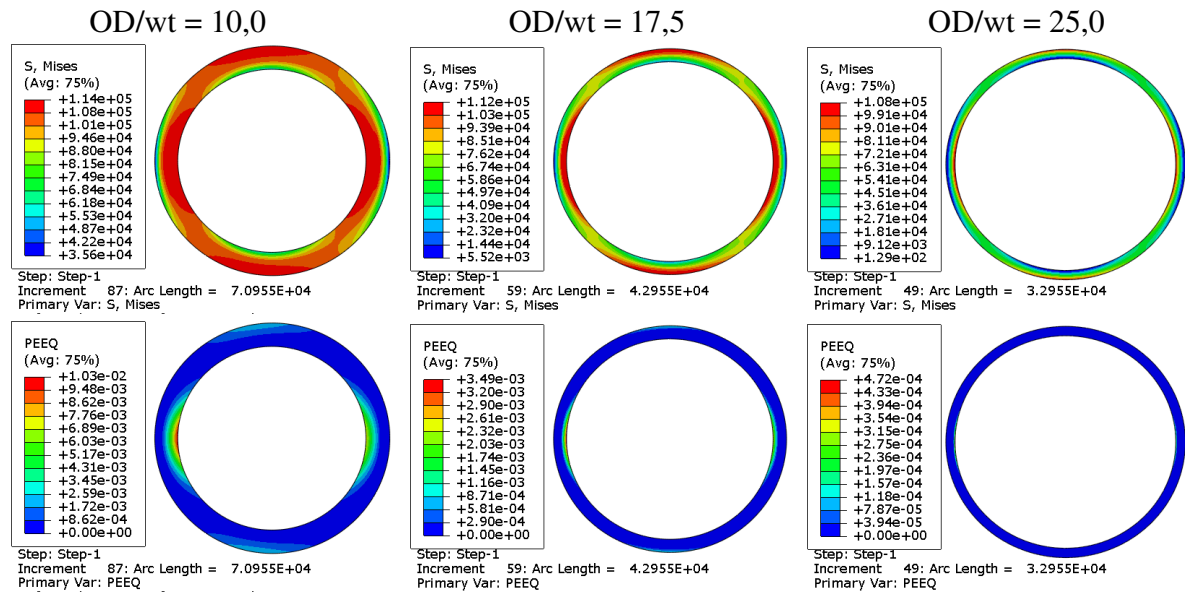 OD/wt = 10,0
OD/wt = 17,5
OD/wt = 25,0
S, Mises
(Avg: 75%)
+1.14e+05
+1.08e+05
+1.01e+05
+9.46e+04
+8.80e+04
+8.15e+04
+7.49e+04
+6.84e+04
+6.18e+04
+5.53e+04
+4.87e+04
+4.22e+04
+3.56e+04
Step: Step-1
Increment 87: Arc Length = 7.0955E+04
Primary Var: S, Mises
S, Mises
(Avg: 75%)
+1.12e+05
+1.03e+05
+9.39e+04
+8.51e+04
+7.62e+04
+6.74e+04
+5.86e+04
+4.97e+04
+4.09e+04
+3.20e+04
+2.32e+04
+1.44e+04
+5.52e+03
Step: Step-1
Increment 59: Arc Length = 4.2955E+04
Primary Var: S, Mises
S, Mises
(Avg: 75%)
+1.08e+05
+9.91e+04
+9.01e+04
+8.11e+04
+7.21e+04
+6.31e+04
+5.41e+04
+4.51e+04
+3.61e+04
+2.71e+04
+1.81e+04
+9.12e+03
+1.29e+02
Step: Step-1
Increment 49: Arc Length = 3.2955E+04
Primary Var: S, Mises
PEEQ
(Avg: 75%)
+1.03e-02
+9.48e-03
+8.62e-03
+7.76e-03
+6.89e-03
+6.03e-03
+5.17e-03
+4.31e-03
+3.45e-03
+2.59e-03
+1.72e-03
+8.62e-04
+0.00e+00
Step: Step-1
Increment 87: Arc Length = 7.0955E+04
Primary Var: PEEQ
PEEQ
(Avg: 75%)
+3.49e-03
+3.20e-03
+2.90e-03
+2.61e-03
+2.32e-03
+2.03e-03
+1.74e-03
+1.45e-03
+1.16e-03
+8.71e-04
+5.81e-04
+2.90e-04
+0.00e+00
Step: Step-1
Increment 59: Arc Length = 4.2955E+04
Primary Var: PEEQ
PEEQ
(Avg: 75%)
+4.72e-04
+4.33e-04
+3.94e-04
+3.54e-04
+3.15e-04
+2.75e-04
+2.36e-04
+1.97e-04
+1.57e-04
+1.18e-04
+7.87e-05
+3.94e-05
+0.00e+00
Step: Step-1
Increment 49: Arc Length = 3.2955E+04
Primary Var: PEEQ